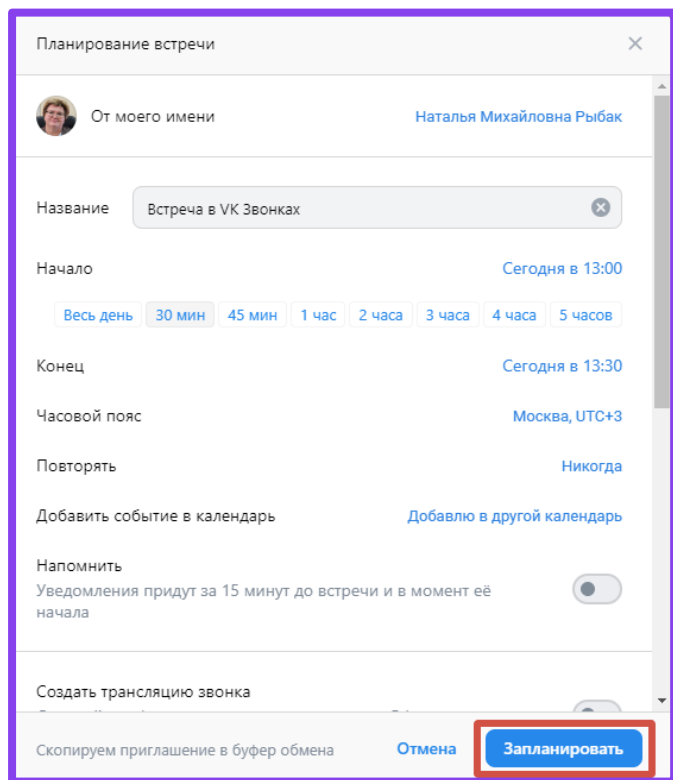 Планирование встречи
От моего имени Наталья Михайловна Рыбак
Название Встреча в VK Звонках
Начало Сегодня в 13:00
Весь день 30 мин 45 мин 1 час 2 часа 3 часа 4 часа 5 часов
Конец Сегодня в 13:30
Часовой пояс Москва, UTC+3
Повторять Никогда
Добавить событие в календарь Добавлю в другой календарь
Напомнить
Уведомления придут за 15 минут до встречи и в момент её
начала
Создать трансляцию звонка
Скопируем приглашение в буфер обмена Отмена Запланировать